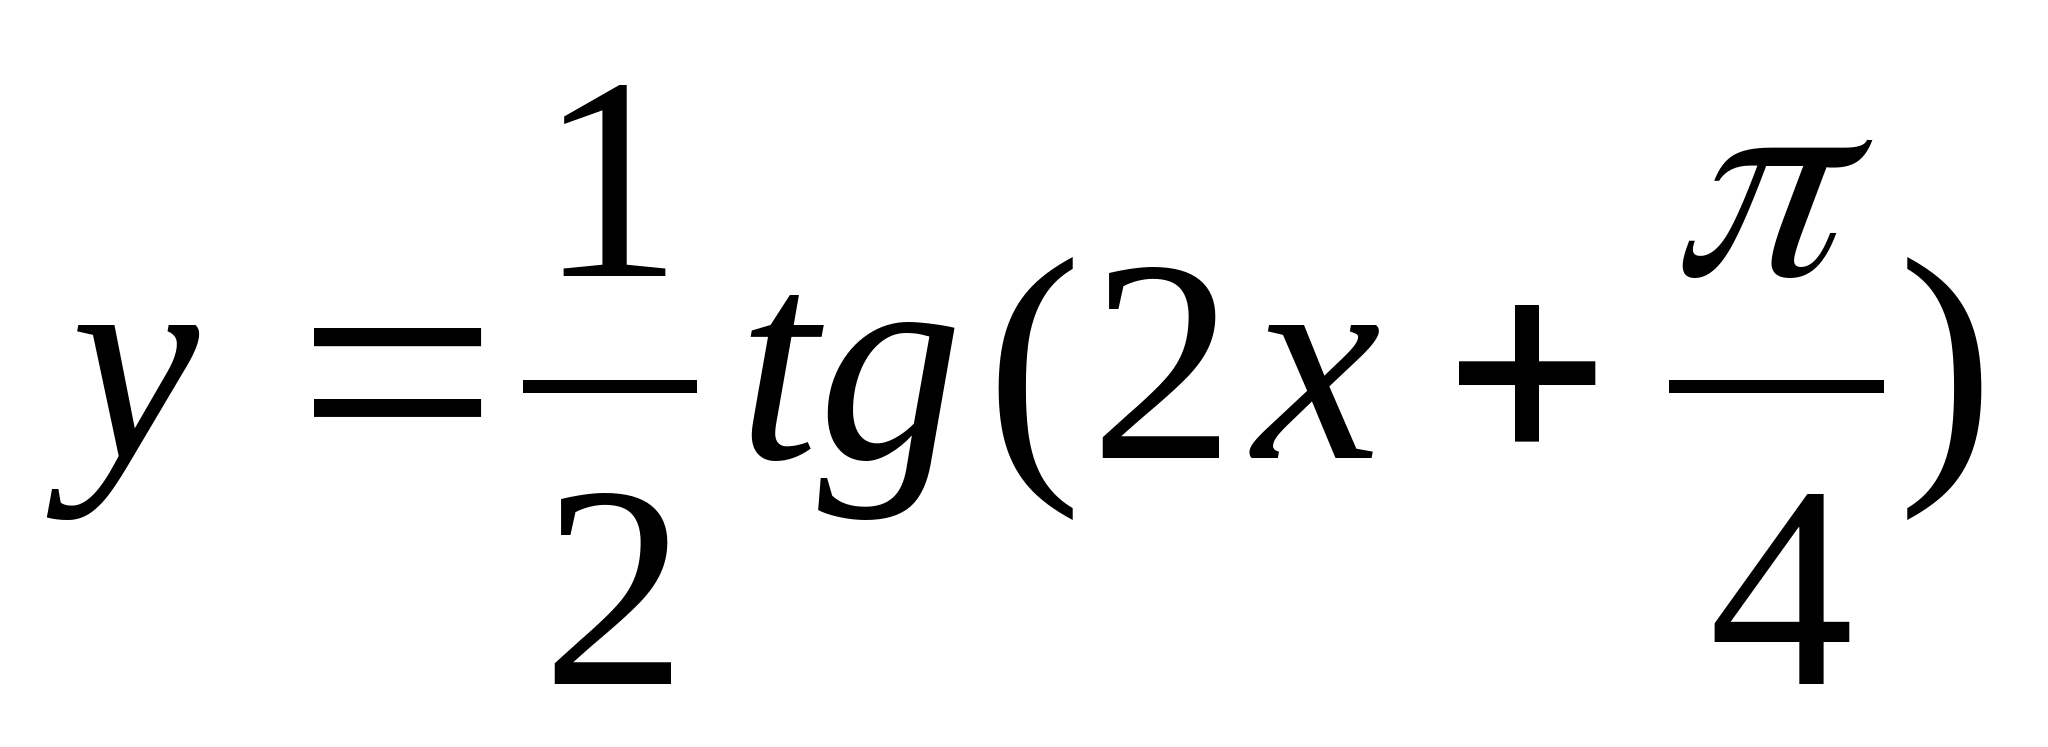 y = 1/2 tg(2x + π/4)